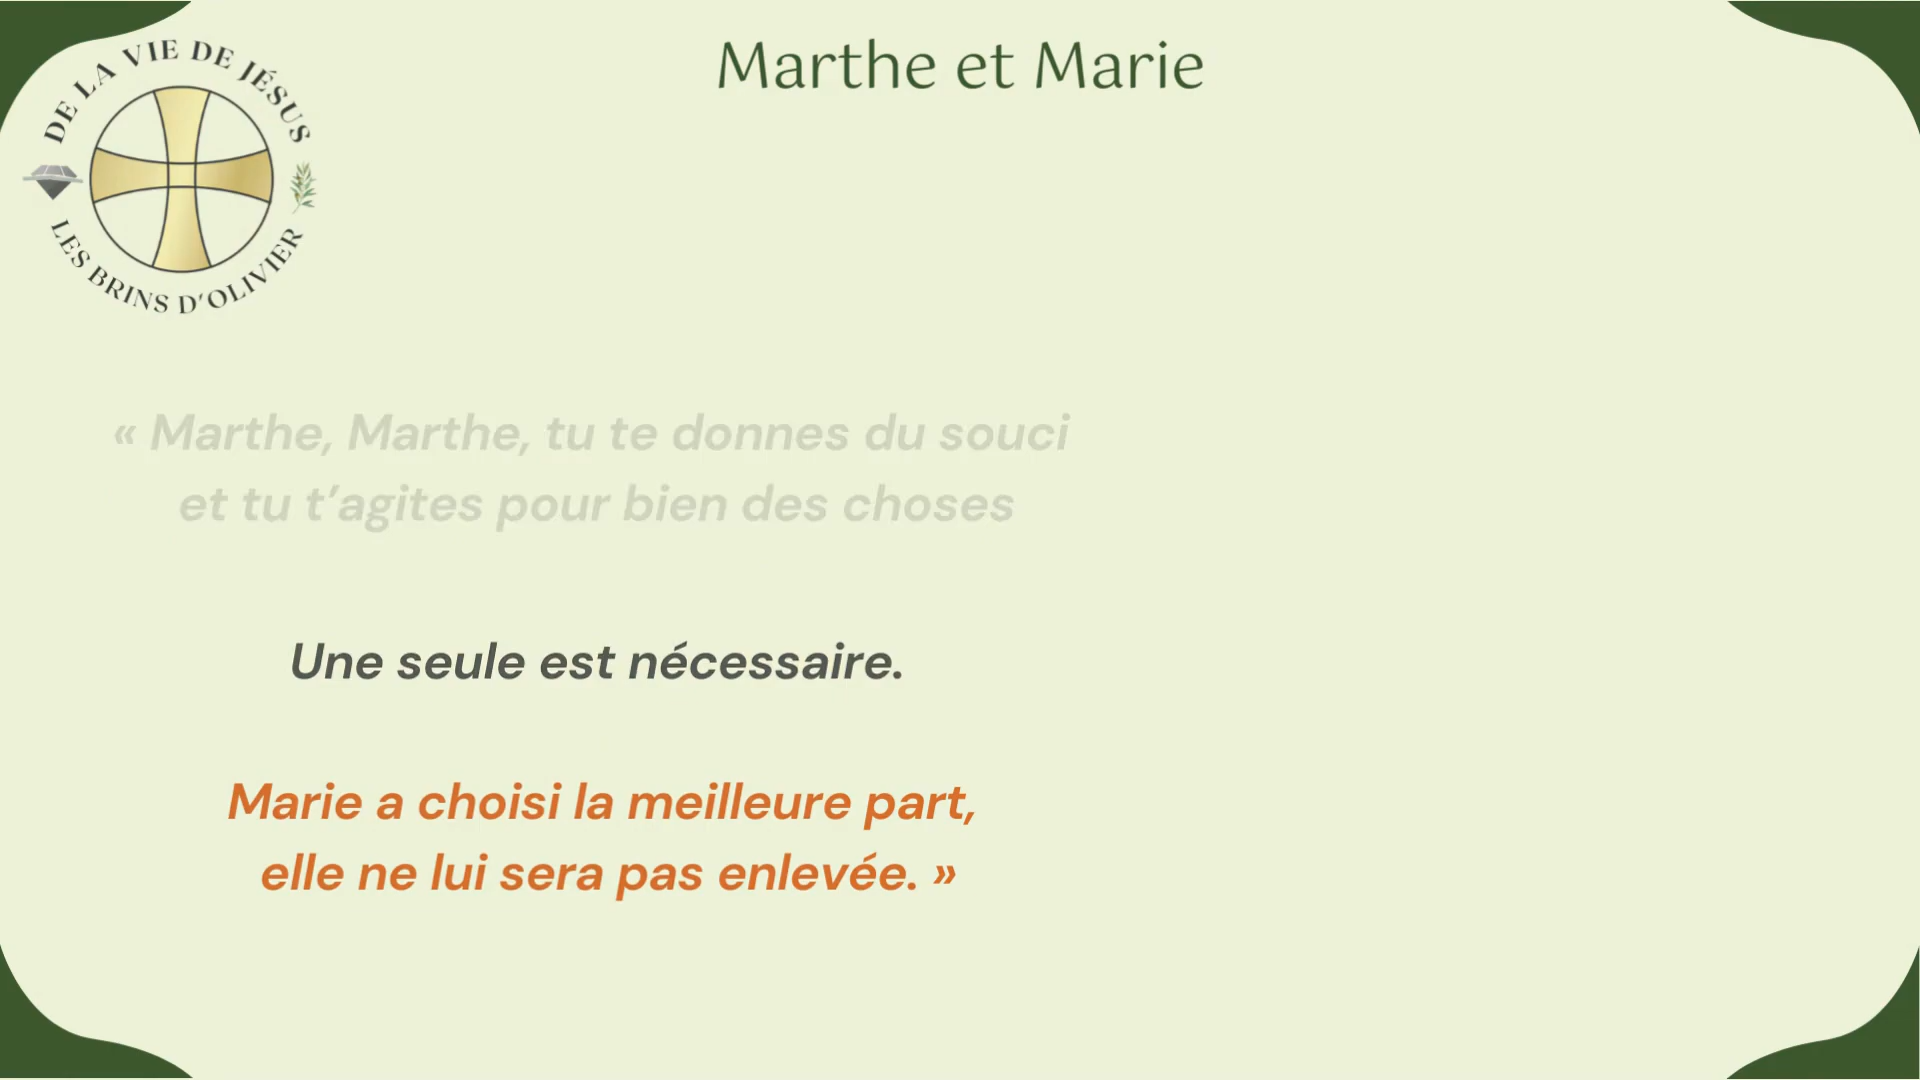 Marthe et Marie
DE LA VIE DE JÉSUS
LES BRINS D'OLIVIER
« Marthe, Marthe, tu te donnes du souci
et tu t’agites pour bien des choses
Une seule est nécessaire.
Marie a choisi la meilleure part,
elle ne lui sera pas enlevée. »